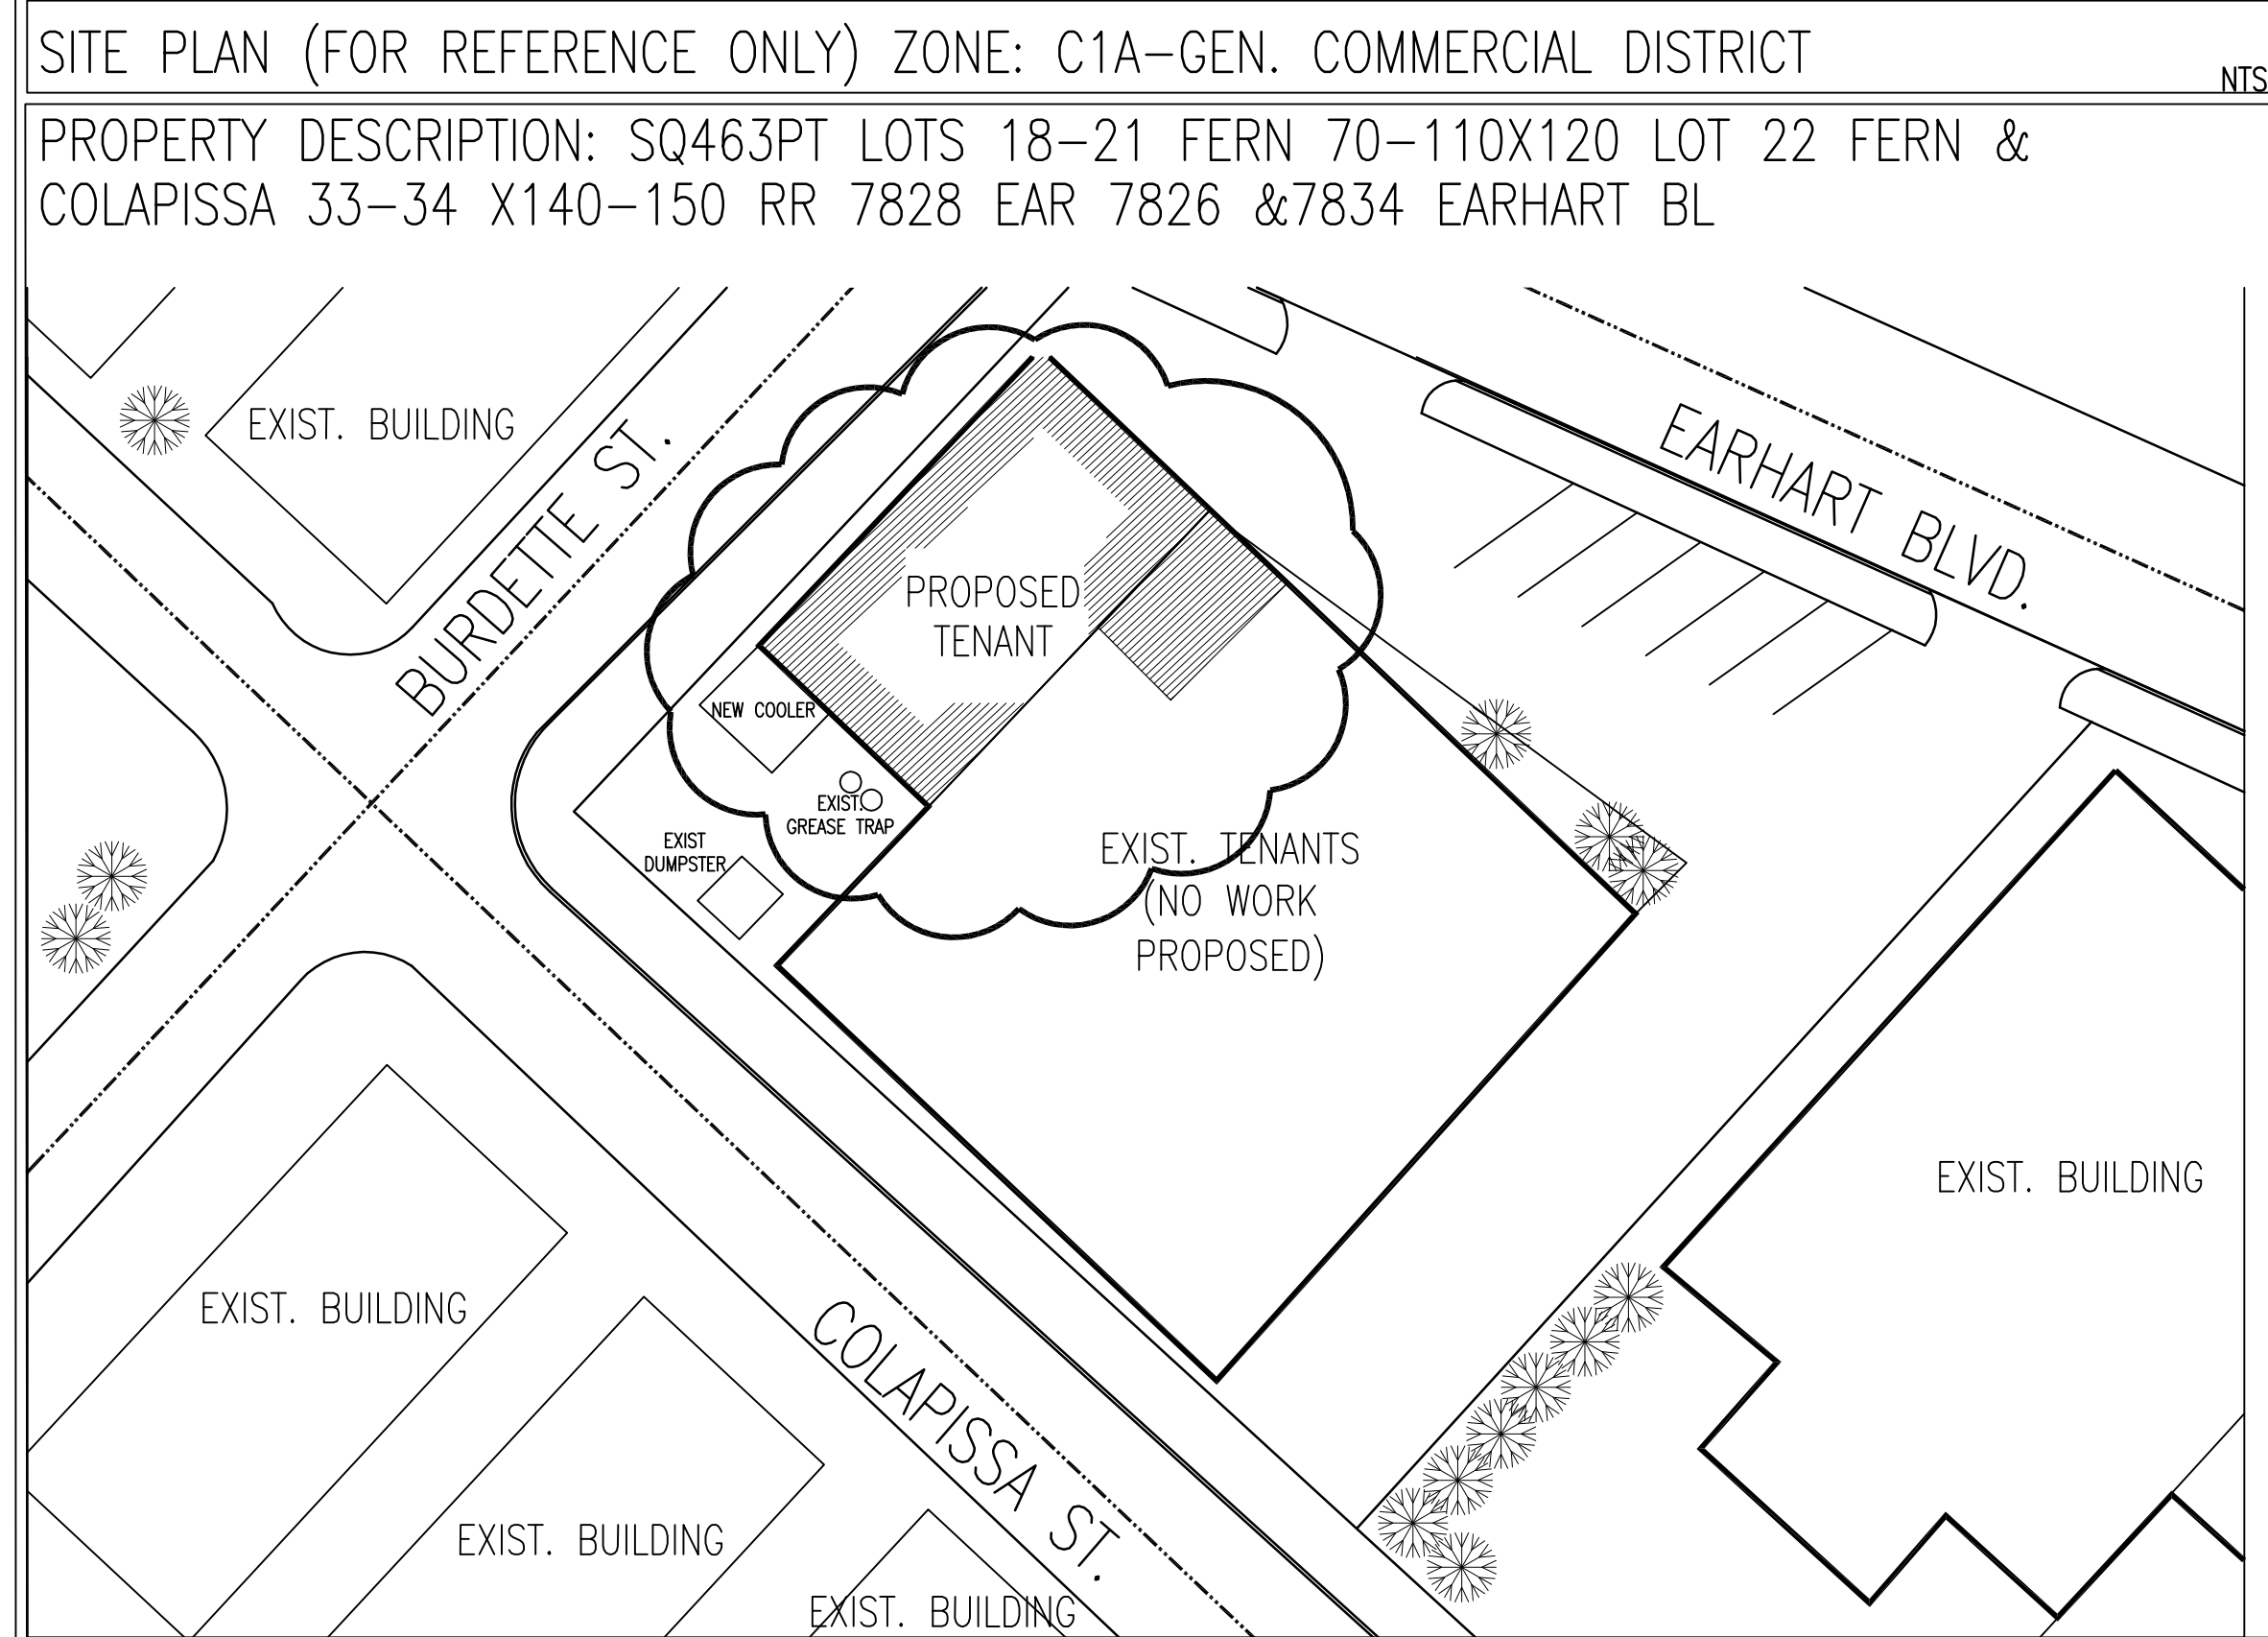 SITE PLAN (FOR REFERENCE ONLY) ZONE: C1A-GEN. COMMERCIAL DISTRICT
NTS
PROPERTY DESCRIPTION: SQ463PT LOTS 18-21 FERN 70-110X120 LOT 22 FERN &
COLAPISSA 33-34 X140-150 RR 7828 EAR 7826 &7834 EARHART BL
EXIST. BUILDING
BURDETTE ST.
EARHART BLVD.
PROPOSED
TENANT
NEW COOLER
EXIST.
GREASE TRAP
EXIST
DUMPSTER
EXIST. TENANTS
(NO WORK
PROPOSED)
EXIST. BUILDING
EXIST. BUILDING
COLAPISSA ST.
EXIST. BUILDING
EXIST. BUILDING